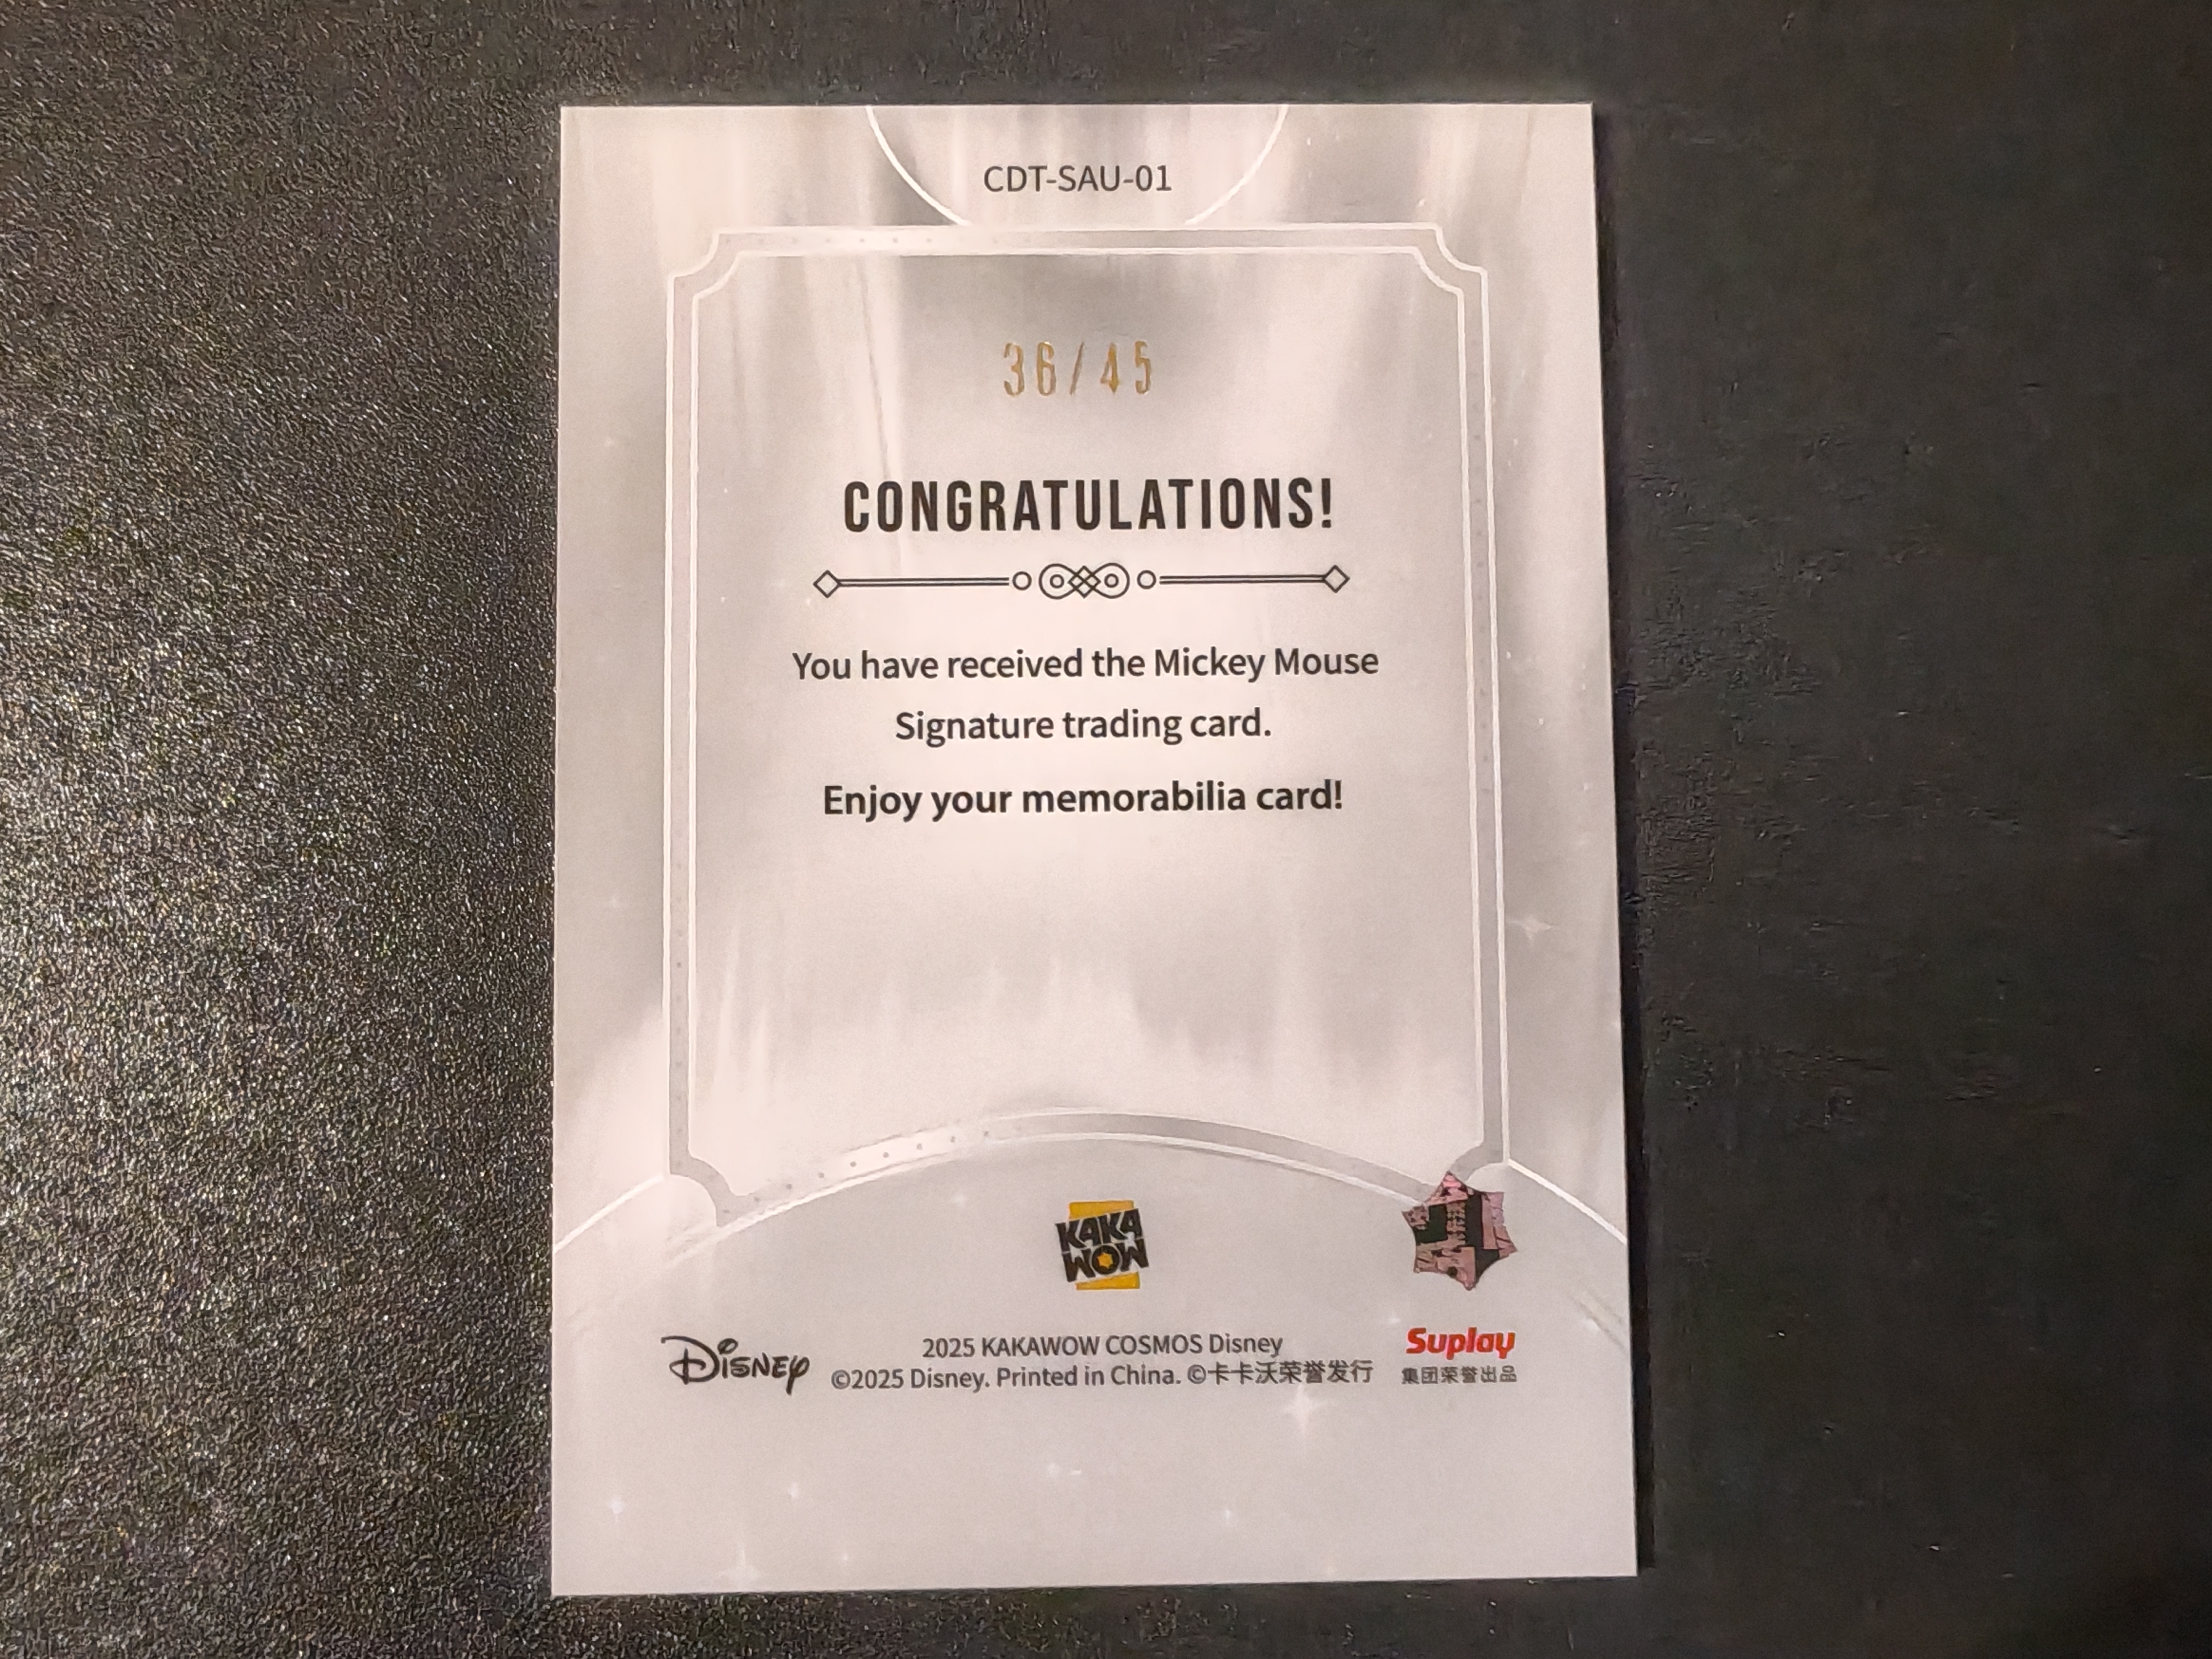 CDT-SAU-01
36/45
CONGRATULATIONS!
You have received the Mickey Mouse
Signature trading card.
Enjoy your memorabilia card!
KAKA
WOW
Disney
2025 KAKAWOW COSMOS Disney
©2025 Disney. Printed in China. ©卡卡沃荣誉发行
Suplay
集团荣誉出品